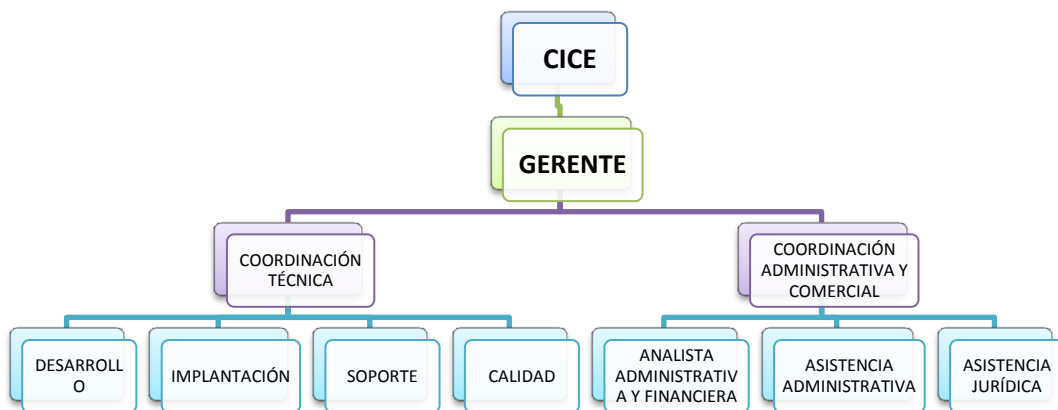 CICE
GERENTE
COORDINACIÓN
TÉCNICA
COORDINACIÓN
ADMINISTRATIVA Y
COMERCIAL
DESARROLL
O
IMPLANTACIÓN
SOPORTE
CALIDAD
ANALISTA
ADMINISTRATIV
A Y FINANCIERA
ASISTENCIA
ADMINISTRATIVA
ASISTENCIA
JURÍDICA